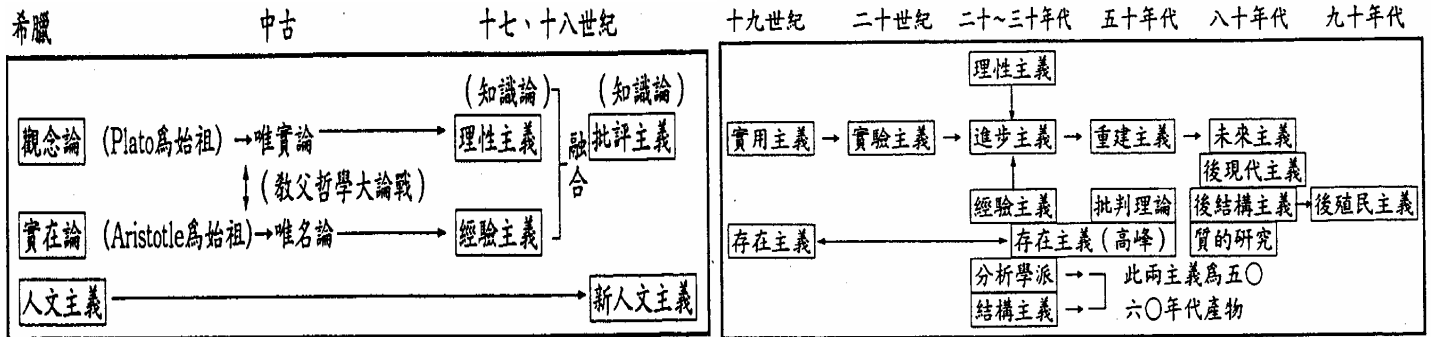 希臘 中古 十七、十八世紀
(知識論) (知識論)
觀念論 (Plato爲始祖) →唯實論 → 理性主義 融合 批評主義
(教父哲學大論戰)
實在論 (Aristotle爲始祖)→唯名論 → 經驗主義
人文主義 → 新人文主義
十九世紀 二十世紀 二十~三十年代 五十年代 八十年代 九十年代
理性主義
實用主義 → 實驗主義 → 進步主義 → 重建主義 → 未來主義
後現代主義
經驗主義 批判理論 後結構主義 → 後殖民主義
存在主義 ↔ 存在主義(高峰) 質的研究
分析學派 → 此兩主義爲五〇
結構主義 → 六〇年代產物